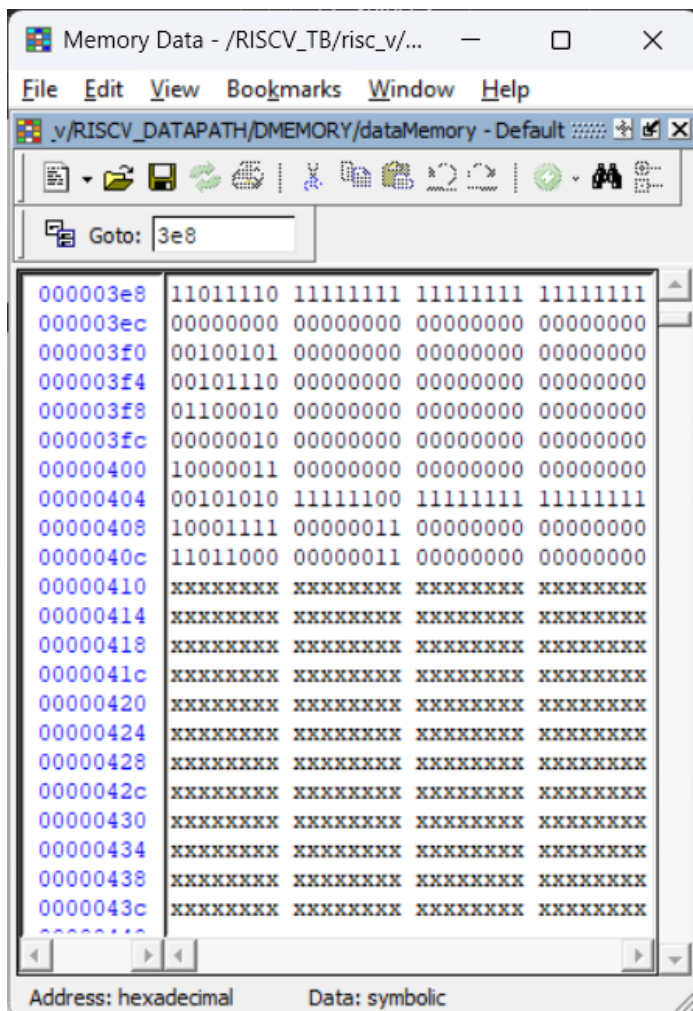 Memory Data - /RISCV_TB/risc_v/...
File Edit View Bookmarks Window Help
_v/RISCV_DATAPATH/DMEMORY/dataMemory - Default
Goto: 3e8
000003e8 11011110 11111111 11111111 11111111
000003ec 00000000 00000000 00000000 00000000
000003f0 00100101 00000000 00000000 00000000
000003f4 00101110 00000000 00000000 00000000
000003f8 01100010 00000000 00000000 00000000
000003fc 00000010 00000000 00000000 00000000
00000400 10000011 00000000 00000000 00000000
00000404 00101010 11111100 11111111 11111111
00000408 10001111 00000011 00000000 00000000
0000040c 11011000 00000011 00000000 00000000
00000410 xxxxxxxx xxxxxxxx xxxxxxxx xxxxxxxx
00000414 xxxxxxxx xxxxxxxx xxxxxxxx xxxxxxxx
00000418 xxxxxxxx xxxxxxxx xxxxxxxx xxxxxxxx
0000041c xxxxxxxx xxxxxxxx xxxxxxxx xxxxxxxx
00000420 xxxxxxxx xxxxxxxx xxxxxxxx xxxxxxxx
00000424 xxxxxxxx xxxxxxxx xxxxxxxx xxxxxxxx
00000428 xxxxxxxx xxxxxxxx xxxxxxxx xxxxxxxx
0000042c xxxxxxxx xxxxxxxx xxxxxxxx xxxxxxxx
00000430 xxxxxxxx xxxxxxxx xxxxxxxx xxxxxxxx
00000434 xxxxxxxx xxxxxxxx xxxxxxxx xxxxxxxx
00000438 xxxxxxxx xxxxxxxx xxxxxxxx xxxxxxxx
0000043c xxxxxxxx xxxxxxxx xxxxxxxx xxxxxxxx
Address: hexadecimal Data: symbolic